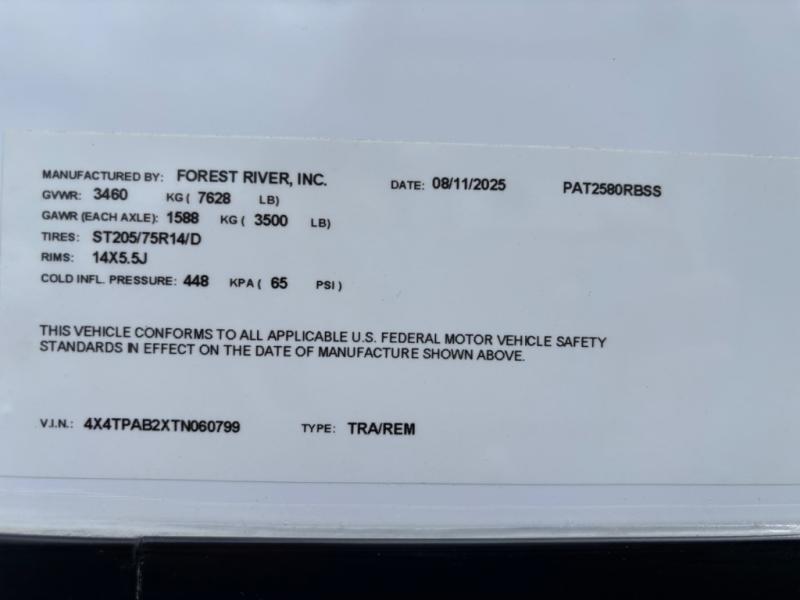 MANUFACTURED BY: FOREST RIVER, INC. DATE: 08/11/2025 PAT2580RBSS
GVWR: 3460 KG ( 7628 LB)
GAWR (EACH AXLE): 1588 KG ( 3500 LB)
TIRES: ST205/75R14/D
RIMS: 14X5.5J
COLD INFL. PRESSURE: 448 KPA ( 65 PSI )
THIS VEHICLE CONFORMS TO ALL APPLICABLE U.S. FEDERAL MOTOR VEHICLE SAFETY
STANDARDS IN EFFECT ON THE DATE OF MANUFACTURE SHOWN ABOVE.
V.I.N.: 4X4TPAB2XTN060799 TYPE: TRA/REM